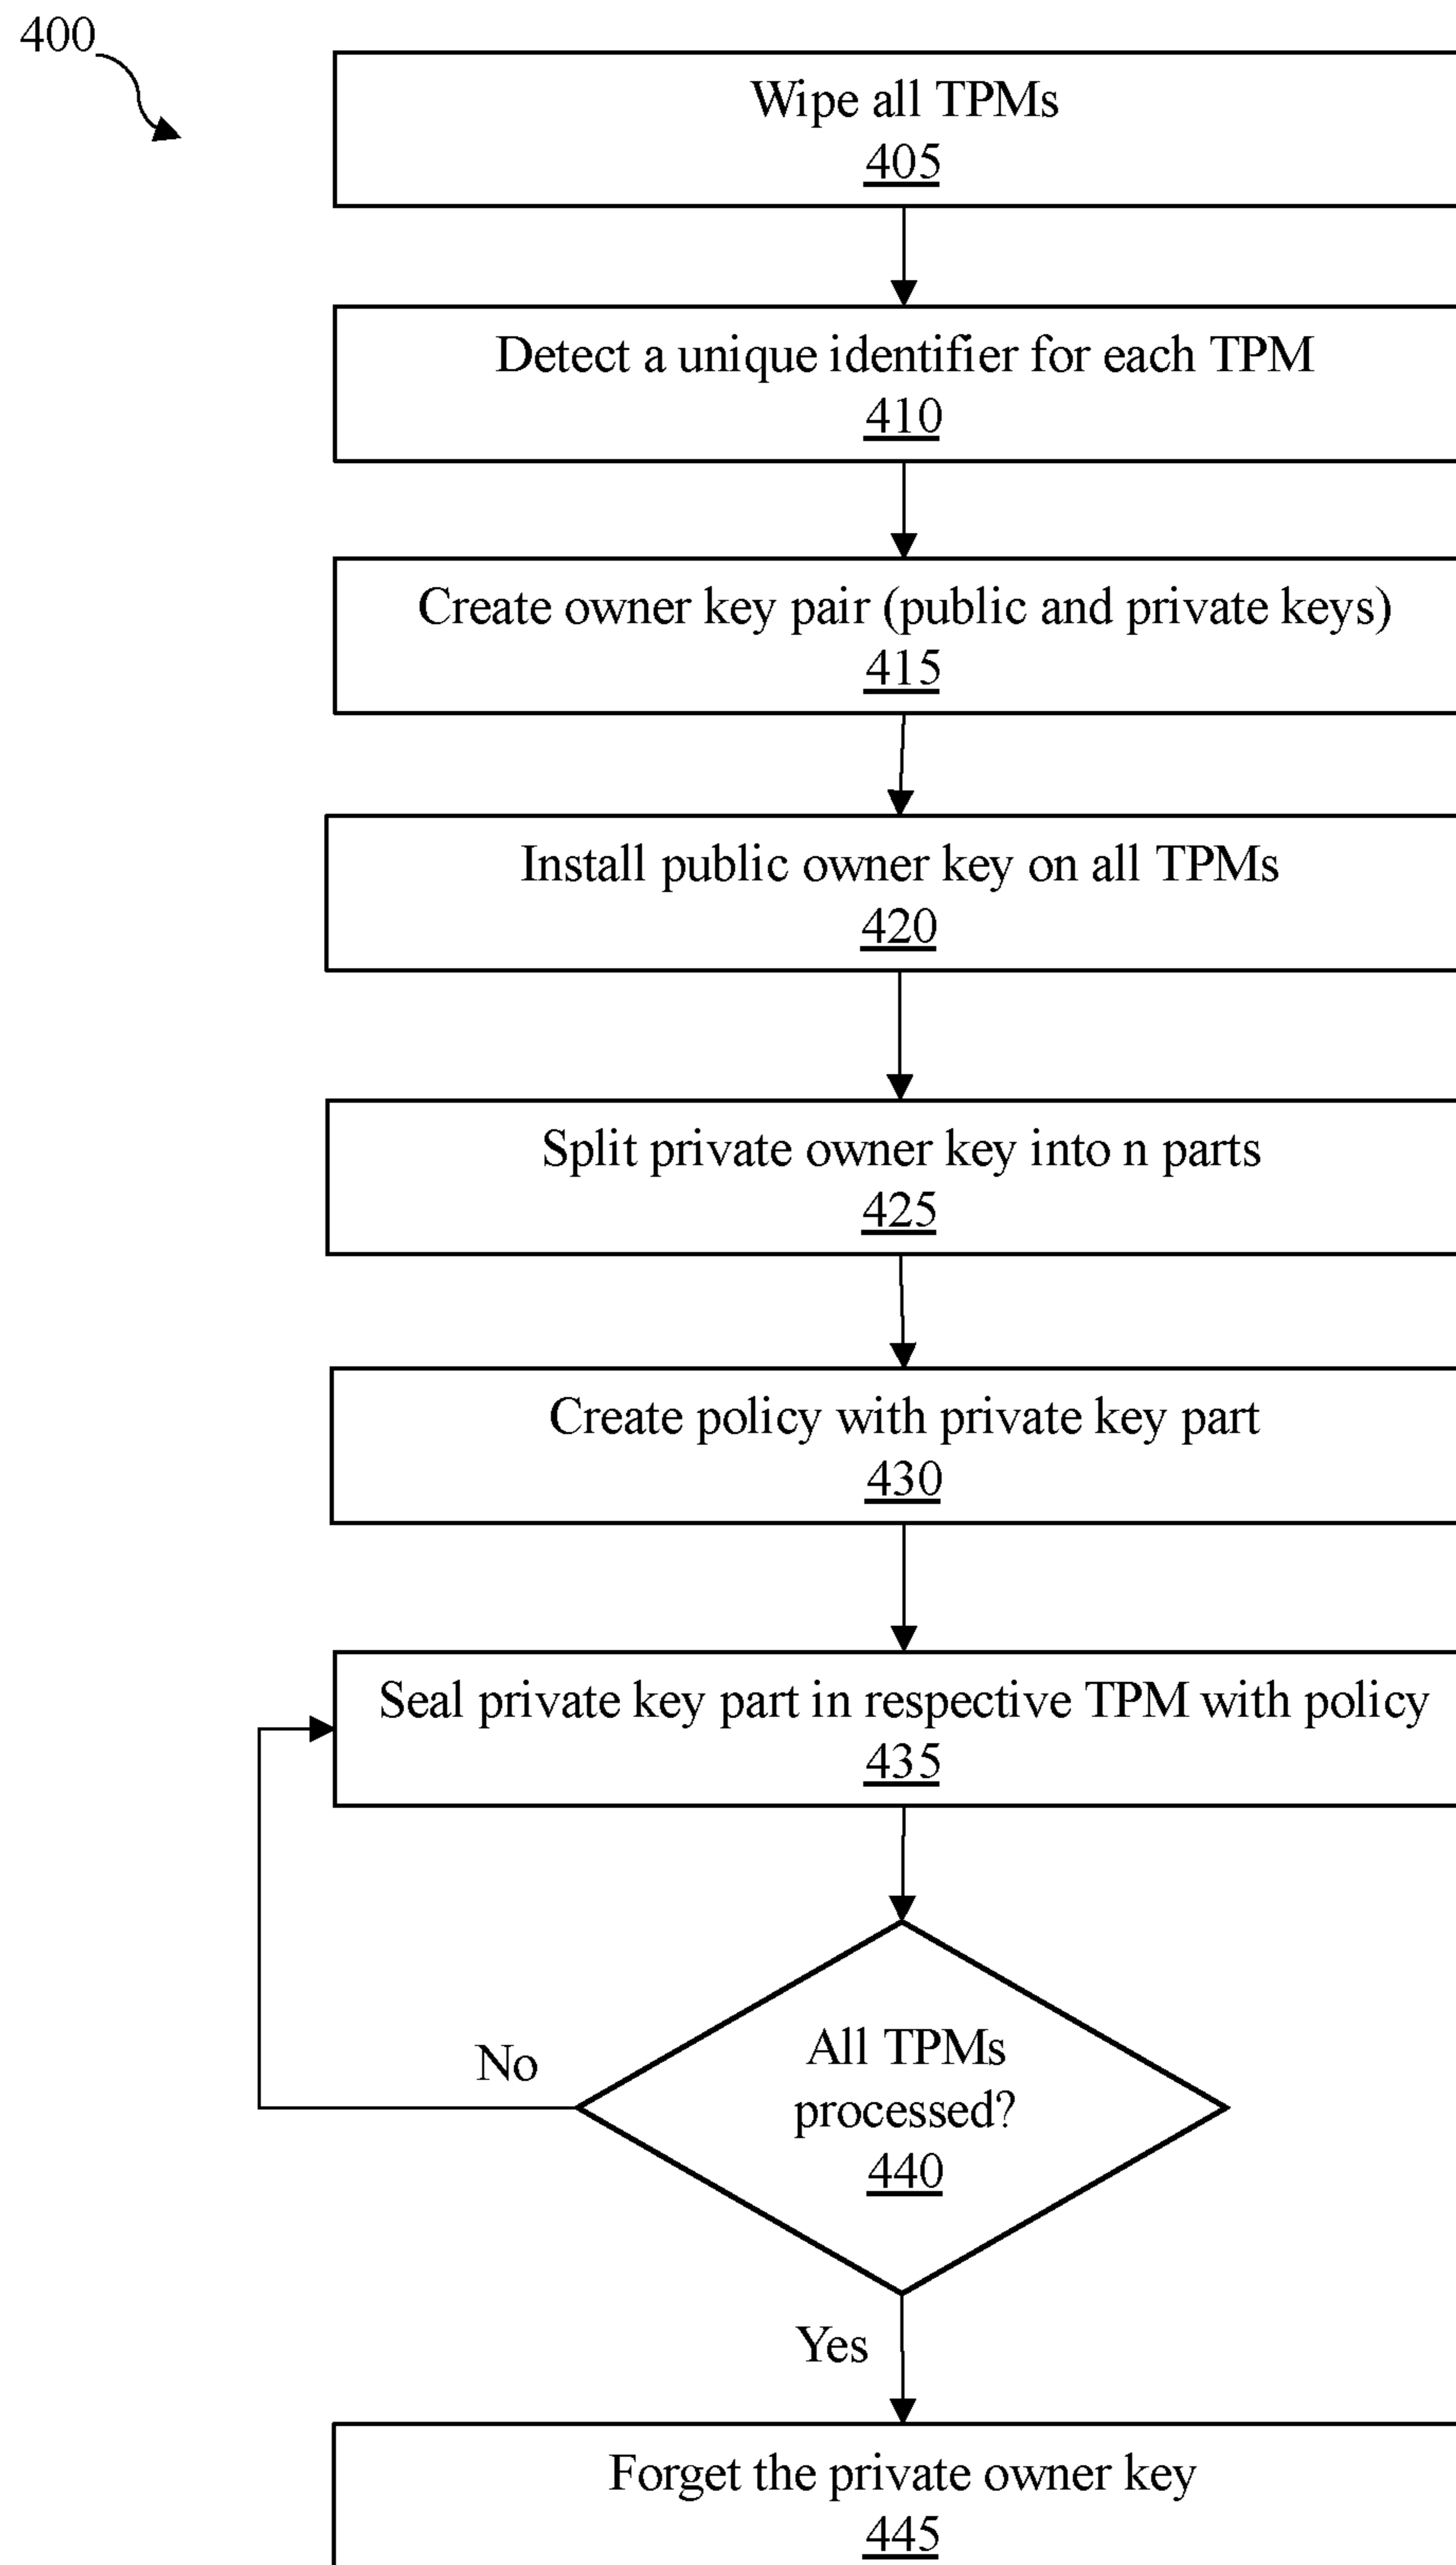 400
Wipe all TPMs
405
Detect a unique identifier for each TPM
410
Create owner key pair (public and private keys)
415
Install public owner key on all TPMs
420
Split private owner key into n parts
425
Create policy with private key part
430
Seal private key part in respective TPM with policy
435
All TPMs
processed?
440
No
Yes
Forget the private owner key
445